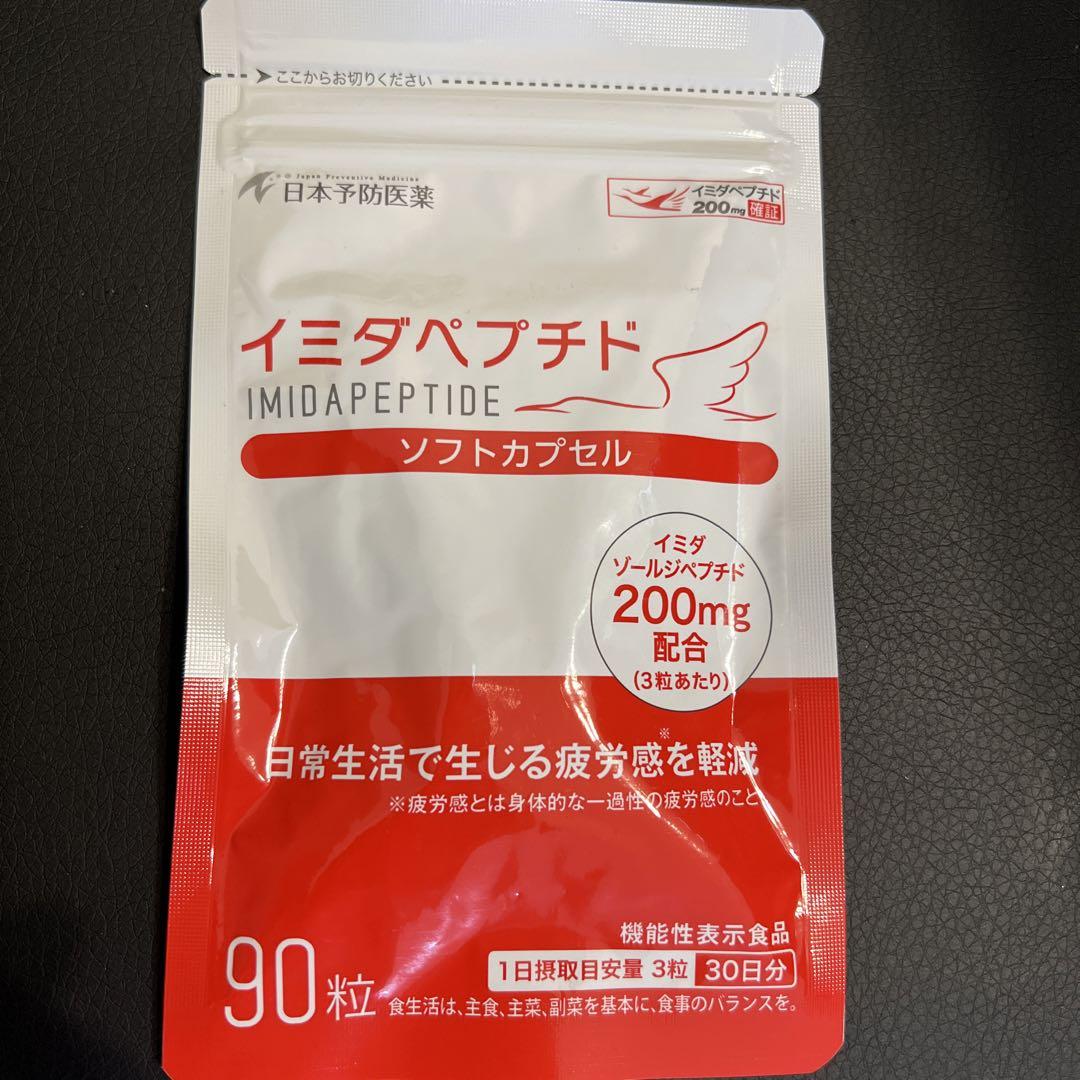 ここからお切りください
Japan Preventive Medicine
日本予防医薬
イミダペプチド
200mg 確証
イミダペプチド
IMIDAPEPTIDE
ソフトカプセル
イミダ
ゾールジペプチド
200mg
配合
(3粒あたり)
日常生活で生じる疲労感※を軽減
※疲労感とは身体的な一過性の疲労感のこと
機能性表示食品
1日摂取目安量 3粒 30日分
90粒
食生活は、主食、主菜、副菜を基本に、食事のバランスを。